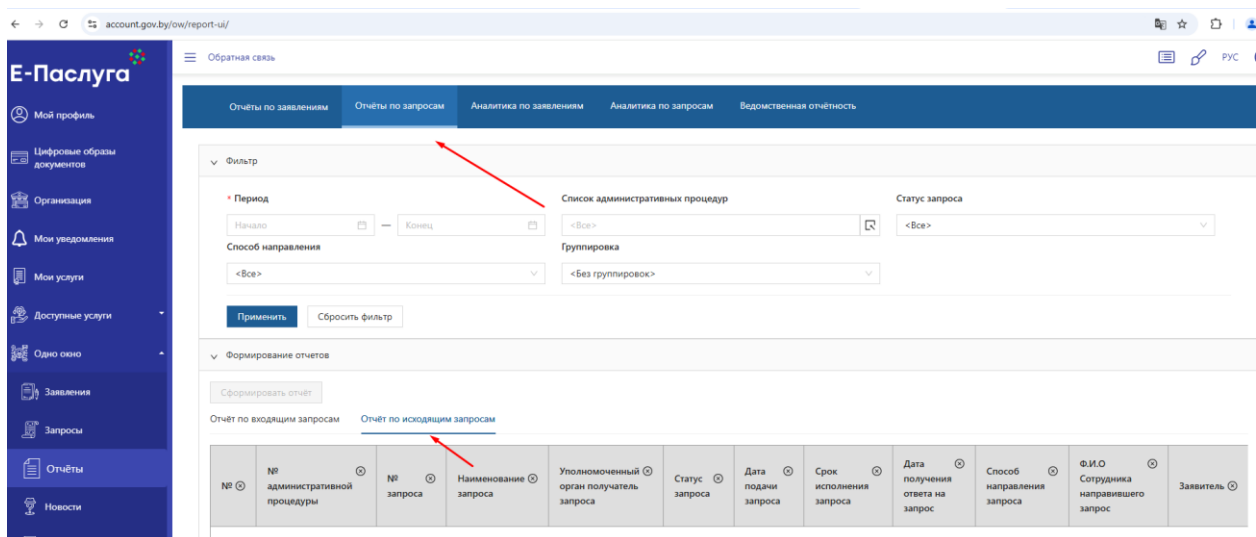 account.gov.by/ow/report-ui/
Е-Паслуга
Обратная связь
РУС
Мой профиль
Цифровые образы
документов
Организация
Мои уведомления
Мои услуги
Доступные услуги
Одно окно
Заявления
Запросы
Отчёты
Новости
Отчёты по заявлениям
Отчёты по запросам
Аналитика по заявлениям
Аналитика по запросам
Ведомственная отчётность
Фильтр
* Период
Список административных процедур
Статус запроса
Начало
—
Конец
<Все>
<Все>
Способ направления
Группировка
<Все>
<Без группировок>
Применить
Сбросить фильтр
Формирование отчетов
Сформировать отчёт
Отчёт по входящим запросам
Отчёт по исходящим запросам
№
№
административной
процедуры
№
запроса
Наименование
запроса
Уполномоченный
орган получатель
запроса
Статус
запроса
Дата
подачи
запроса
Срок
исполнения
запроса
Дата
получения
ответа на
запрос
Способ
направления
запроса
Ф.И.О
Сотрудника
направившего
запрос
Заявитель